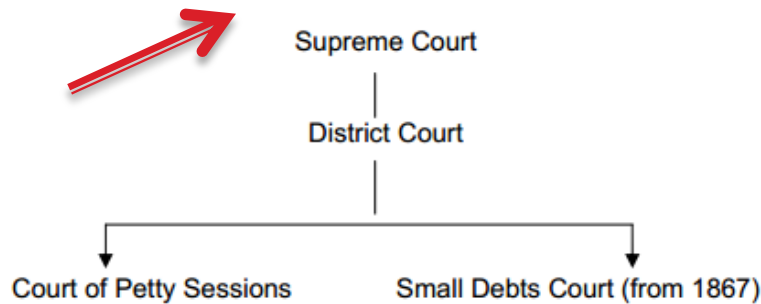 Supreme Court
District Court
Court of Petty Sessions
Small Debts Court (from 1867)